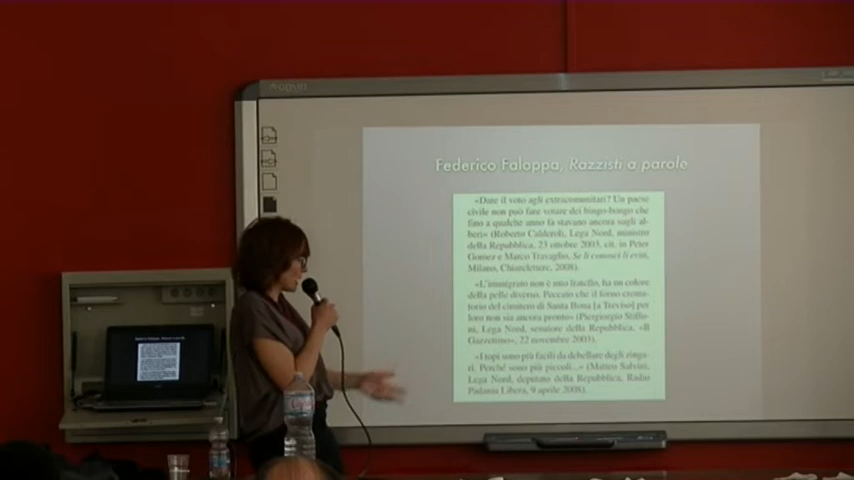 Federico Faloppa, Razzisti a parole
«Dare il voto agli extracomunitari? Un paese
civile non può fare votare dei bingo-bongo che
fino a qualche anno fa stavano ancora sugli al-
beri» (Roberto Calderoli, Lega Nord, ministro
della Repubblica, 23 ottobre 2003, cit. in Peter
Gomez e Marco Travaglio, Se li conosci li eviti,
Milano, Chiarelettere, 2008).
«L'immigrato non è mio fratello, ha un colore
della pelle diverso. Peccato che il forno crema-
torio del cimitero di Santa Bona [a Treviso] per
loro non sia ancora pronto» (Piergiorgio Stiffo-
ni, Lega Nord, senatore della Repubblica, «Il
Gazzettino», 22 novembre 2003).
«I topi sono più facili da debellare degli zinga-
ri. Perché sono più piccoli...» (Matteo Salvini,
Lega Nord, deputato della Repubblica, Radio
Padania Libera, 9 aprile 2008).